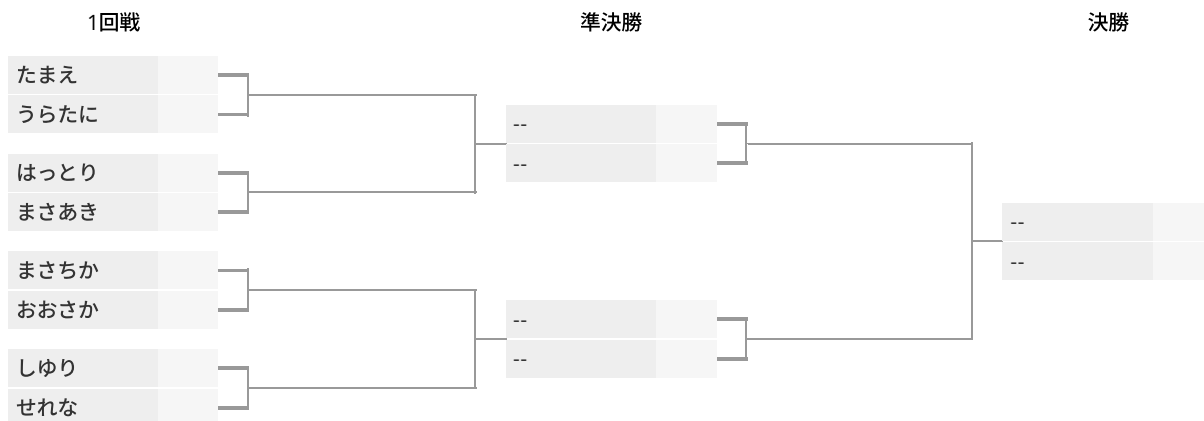 1回戦
準決勝
決勝
たまえ
うらたに
はっとり
まさあき
まさちか
おおさか
しゆり
せれな
--
--
--
--
--
--